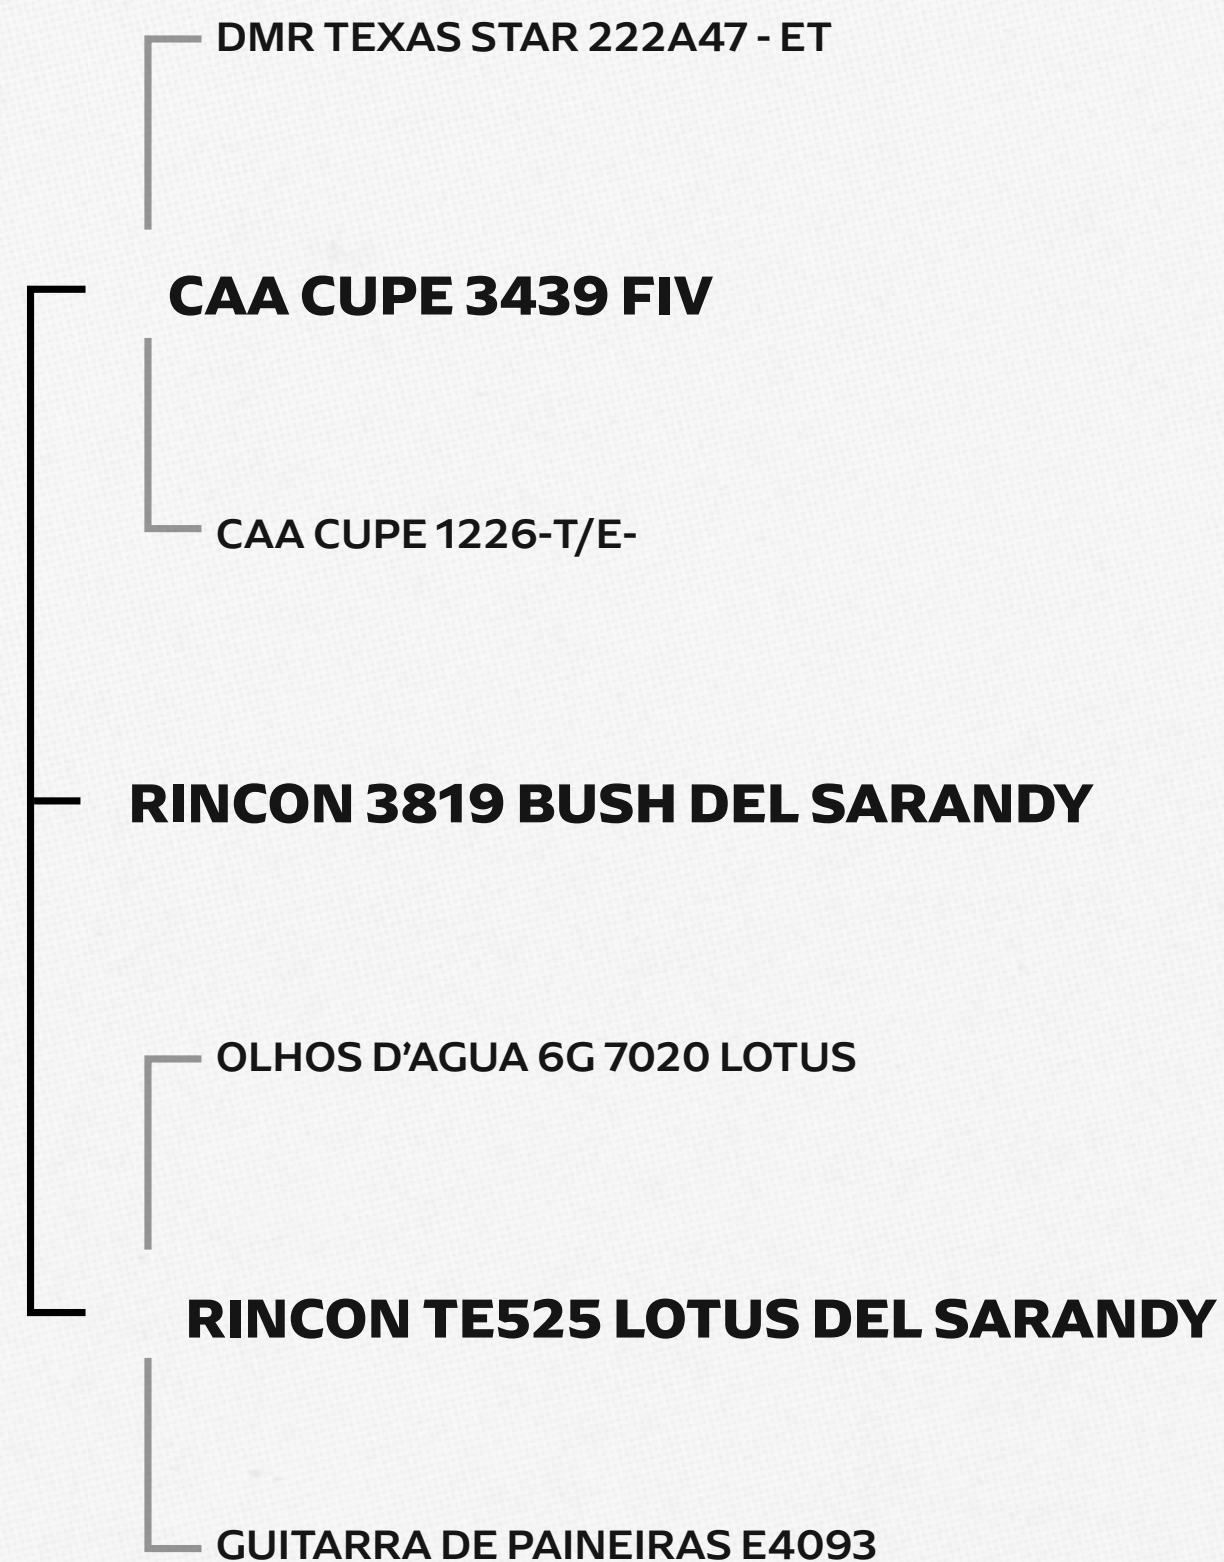 DMR TEXAS STAR 222A47 - ET
CAA CUPE 3439 FIV
CAA CUPE 1226-T/E-
RINCON 3819 BUSH DEL SARANDY
OLHOS D’AGUA 6G 7020 LOTUS
RINCON TE525 LOTUS DEL SARANDY
GUITARRA DE PAINEIRAS E4093